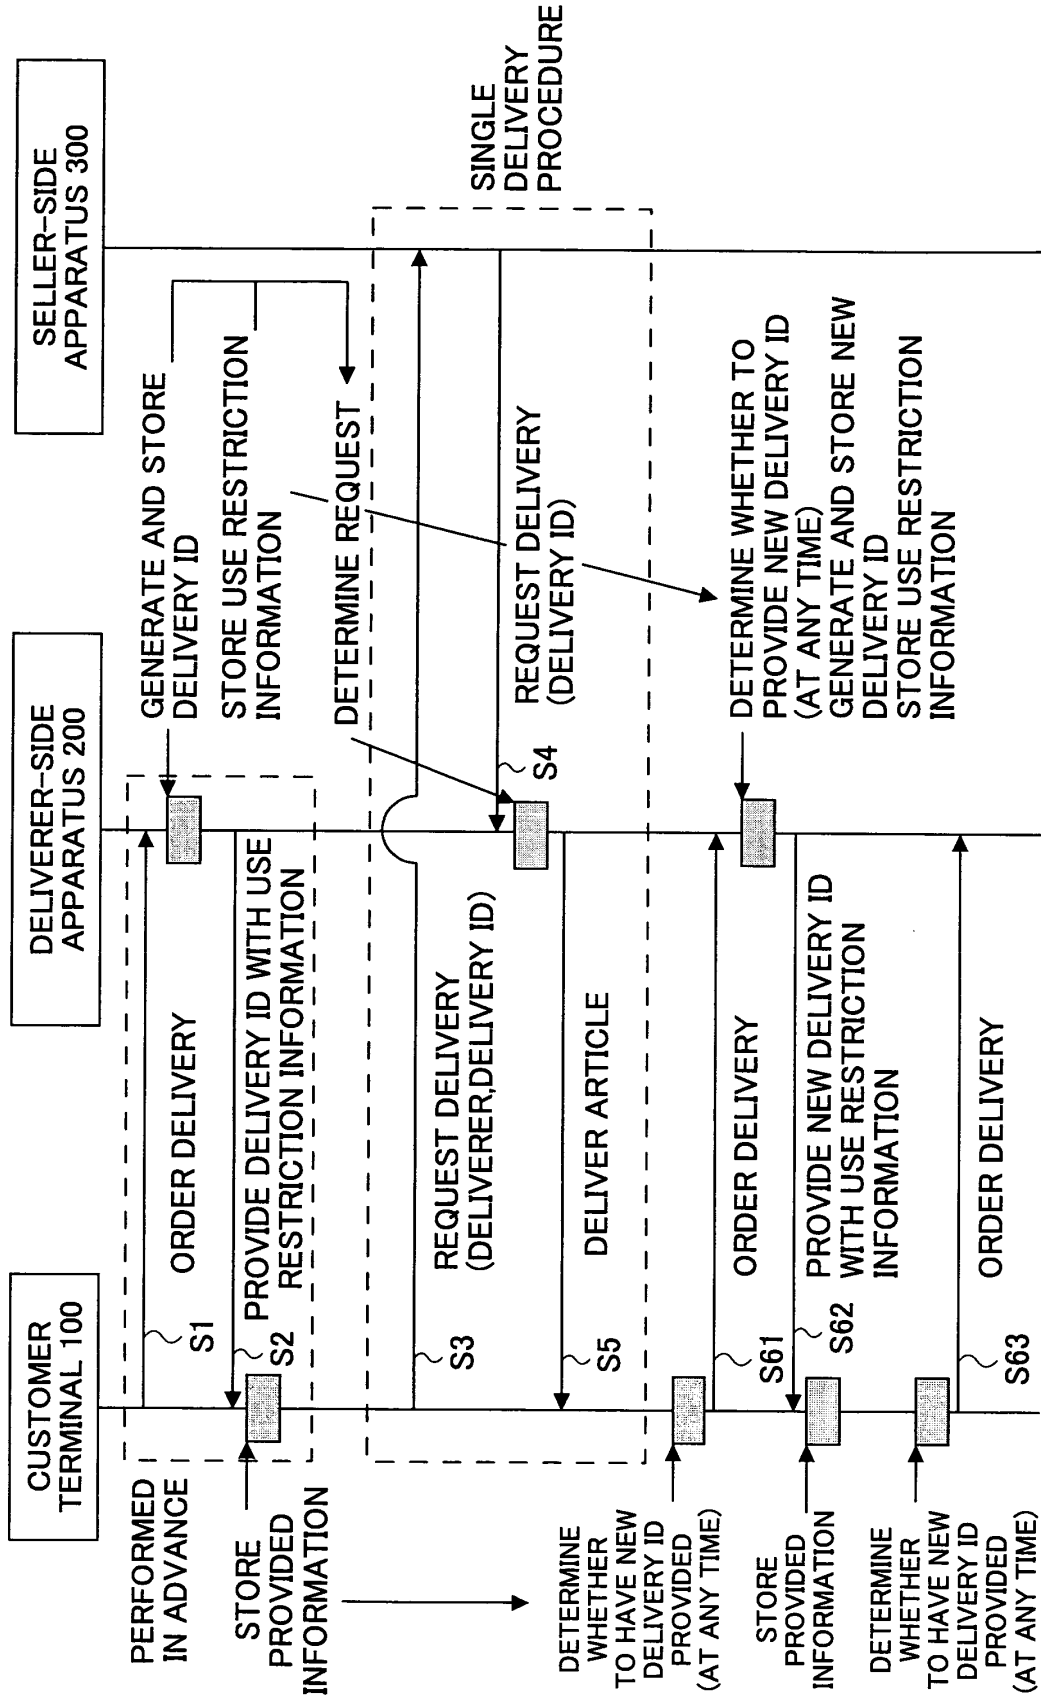 CUSTOMER
TERMINAL 100
DELIVERER-SIDE
APPARATUS 200
SELLER-SIDE
APPARATUS 300
PERFORMED
IN ADVANCE
S1
ORDER DELIVERY
GENERATE AND STORE
DELIVERY ID
STORE USE RESTRICTION
INFORMATION
S2
PROVIDE DELIVERY ID WITH USE
RESTRICTION INFORMATION
STORE
PROVIDED
INFORMATION
DETERMINE REQUEST
SINGLE
DELIVERY
PROCEDURE
S3
REQUEST DELIVERY
(DELIVERER,DELIVERY ID)
S4
REQUEST DELIVERY
(DELIVERY ID)
S5
DELIVER ARTICLE
DETERMINE
WHETHER
TO HAVE NEW
DELIVERY ID
PROVIDED
(AT ANY TIME)
S61
ORDER DELIVERY
DETERMINE WHETHER TO
PROVIDE NEW DELIVERY ID
(AT ANY TIME)
GENERATE AND STORE NEW
DELIVERY ID
STORE USE RESTRICTION
INFORMATION
S62
PROVIDE NEW DELIVERY ID
WITH USE RESTRICTION
INFORMATION
STORE
PROVIDED
INFORMATION
DETERMINE
WHETHER
TO HAVE NEW
DELIVERY ID
PROVIDED
(AT ANY TIME)
S63
ORDER DELIVERY